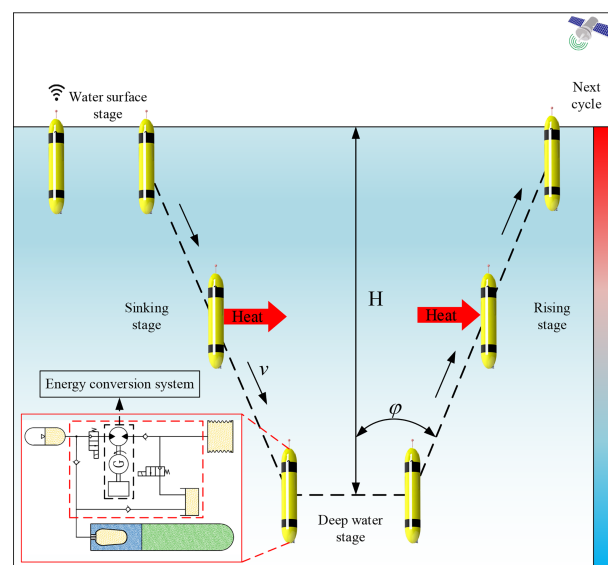 Water surface
stage
Next
cycle
H
Sinking
stage
Heat
Heat
Rising
stage
v
Energy conversion system
φ
G
Deep water
stage